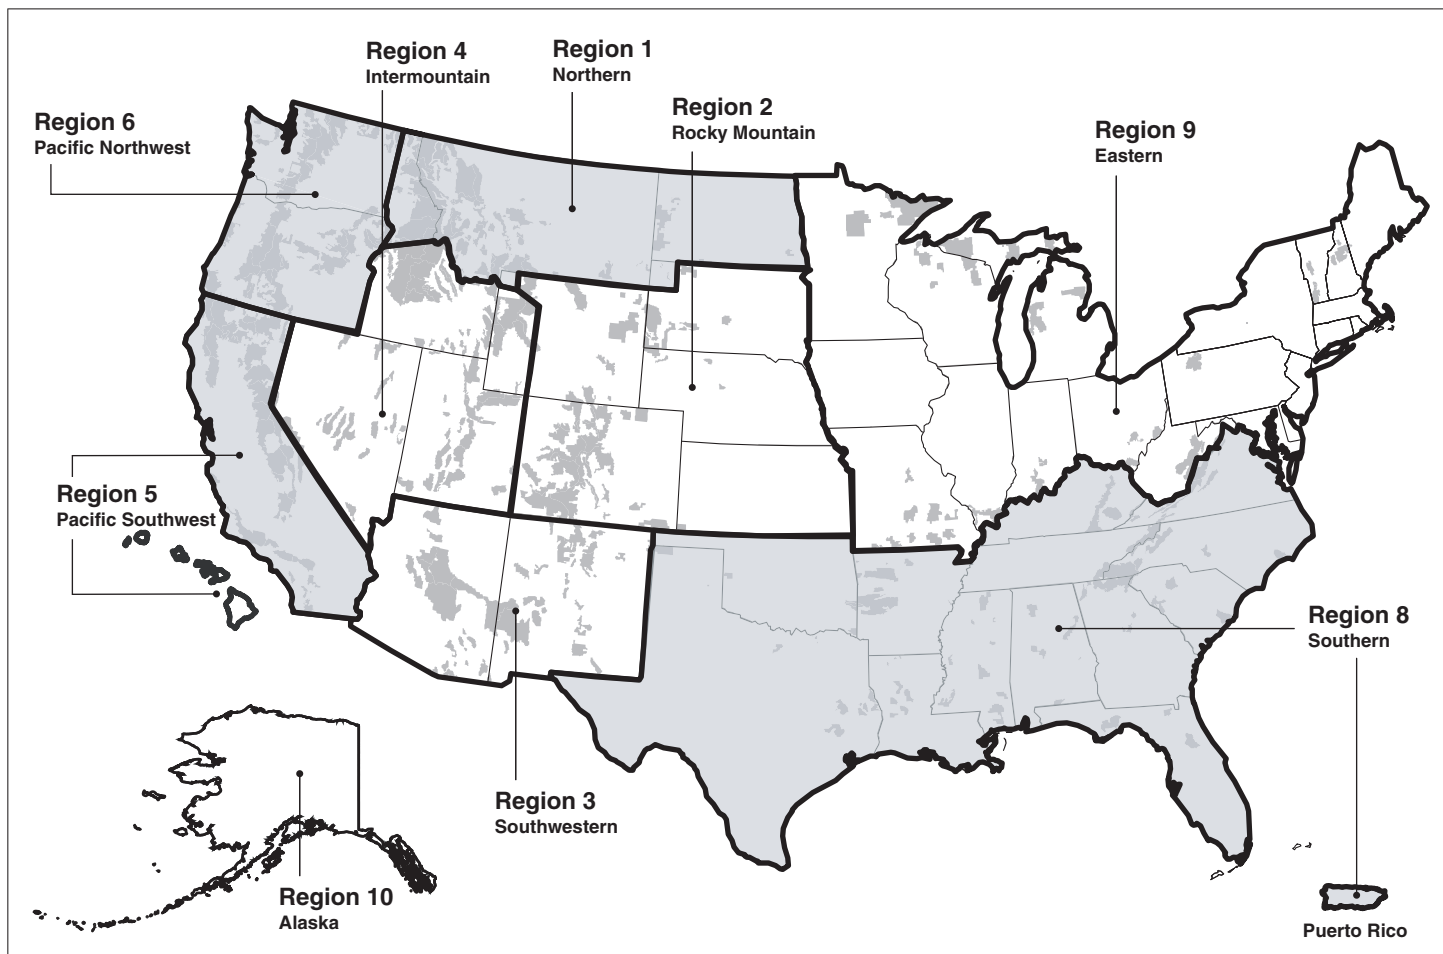 Region 4
Intermountain
Region 1
Northern
Region 2
Rocky Mountain
Region 6
Pacific Northwest
Region 9
Eastern
Region 5
Pacific Southwest
Region 8
Southern
Region 3
Southwestern
Region 10
Alaska
Puerto Rico